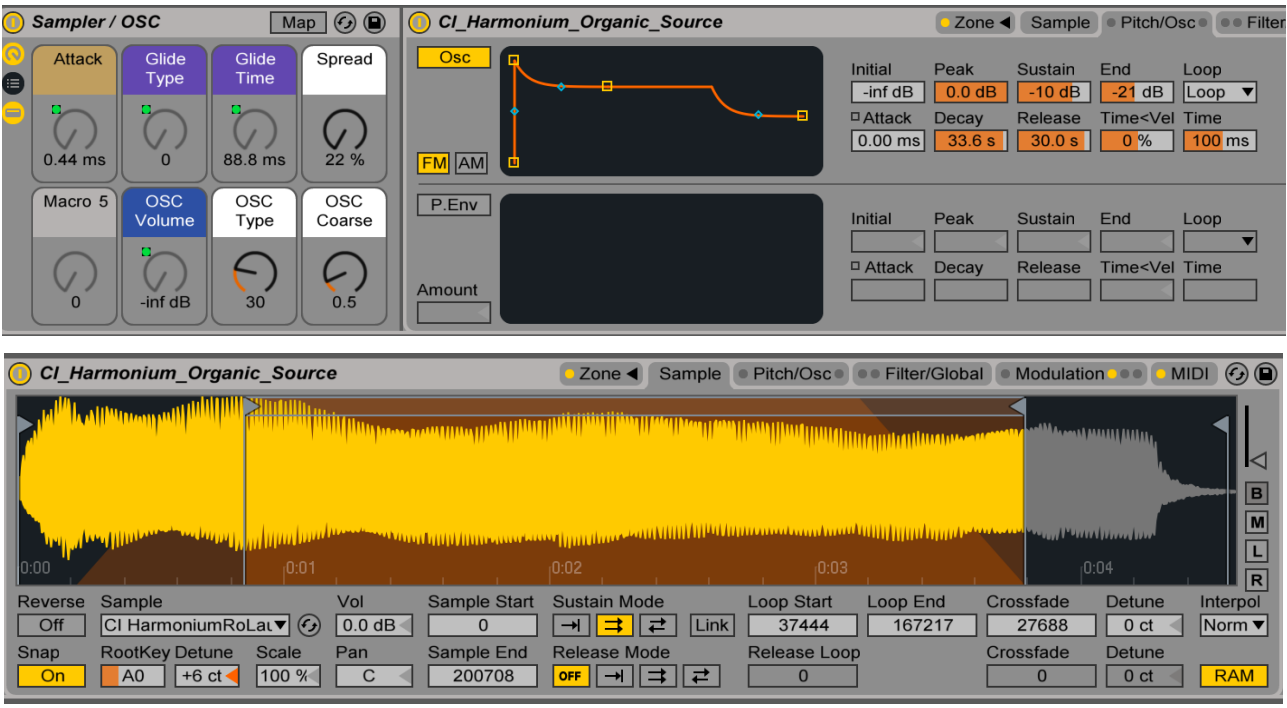 Sampler / OSC Map
Attack Glide Type Glide Time Spread
0.44 ms 0 88.8 ms 22 %
Macro 5 OSC Volume OSC Type OSC Coarse
0 -inf dB 30 0.5
CI_Harmonium_Organic_Source Zone Sample Pitch/Osc Filter
Osc
FM AM
Initial Peak Sustain End Loop
-inf dB 0.0 dB -10 dB -21 dB Loop
Attack Decay Release Time<Vel Time
0.00 ms 33.6 s 30.0 s 0 % 100 ms
P.Env
Amount
Initial Peak Sustain End Loop
Attack Decay Release Time<Vel Time
CI_Harmonium_Organic_Source Zone Sample Pitch/Osc Filter/Global Modulation MIDI
B
M
L
R
0:00 0:01 0:02 0:03 0:04
Reverse Sample Vol Sample Start Sustain Mode Loop Start Loop End Crossfade Detune Interpol
Off CI HarmoniumRoLau 0.0 dB 0 Link 37444 167217 27688 0 ct Norm
Snap RootKey Detune Scale Pan Sample End Release Mode Release Loop Crossfade Detune
On A0 +6 ct 100 % C 200708 OFF 0 0 0 ct RAM